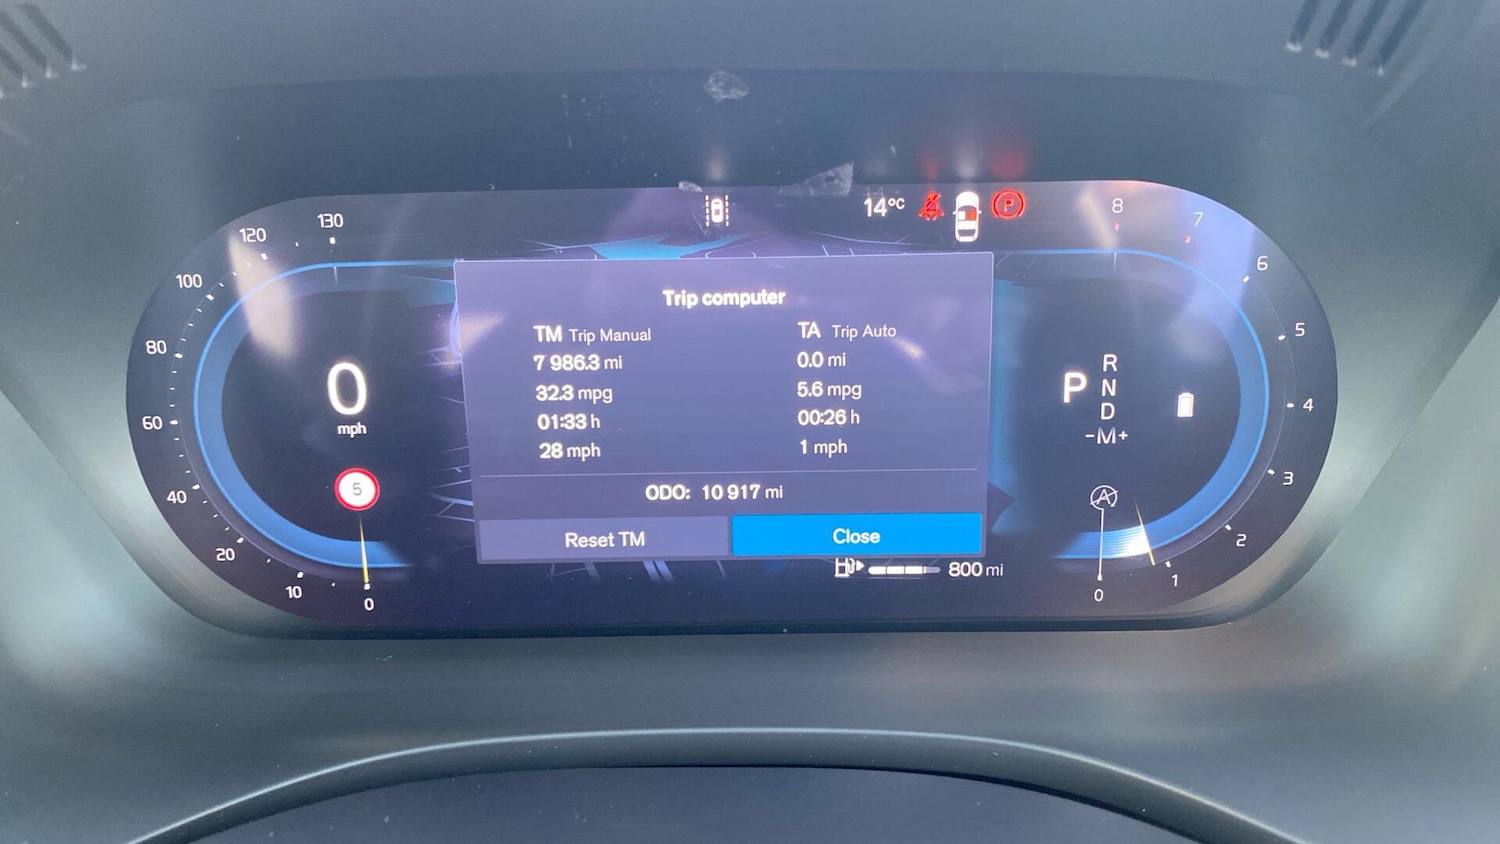 14°C
P
130
120
100
80
60
40
20
10
0
0
mph
5
Trip computer
TM Trip Manual
7 986.3 mi
32.3 mpg
01:33 h
28 mph
TA Trip Auto
0.0 mi
5.6 mpg
00:26 h
1 mph
ODO: 10 917 mi
Reset TM
Close
800 mi
P
R
N
D
-M+
A
8
7
6
5
4
3
2
1
0